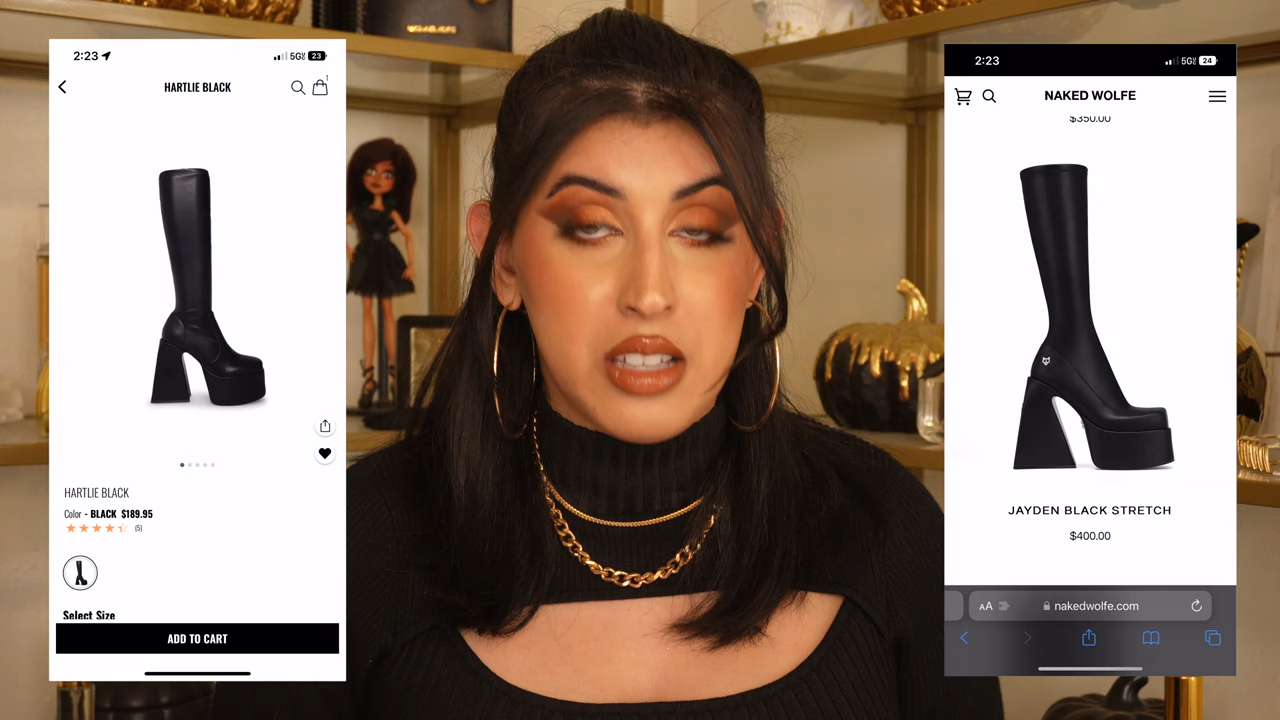 2:23
5G
23
HARTLIE BLACK
1
HARTLIE BLACK
Color - BLACK $189.95
(5)
Select Size
ADD TO CART
2:23
5G
24
NAKED WOLFE
$350.00
JAYDEN BLACK STRETCH
$400.00
AA
nakedwolfe.com